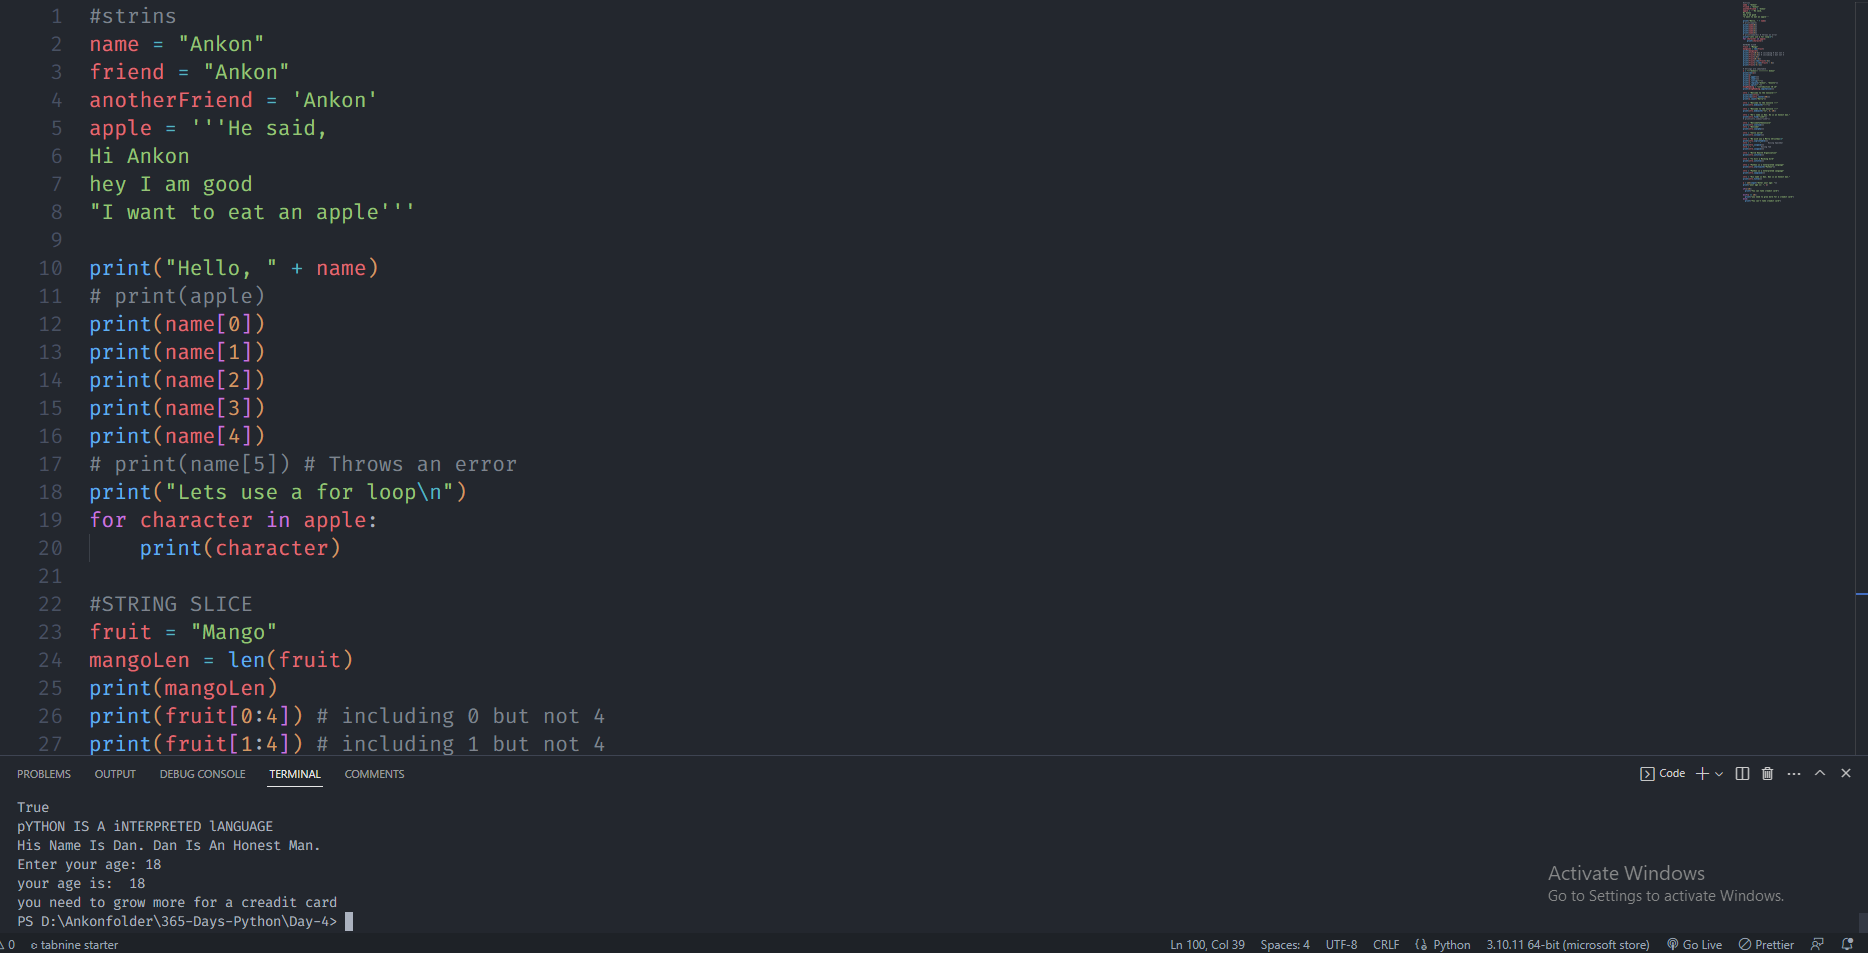 1 #strins
2 name = "Ankon"
3 friend = "Ankon"
4 anotherFriend = 'Ankon'
5 apple = '''He said,
6 Hi Ankon
7 hey I am good
8 "I want to eat an apple'''
9
10 print("Hello, " + name)
11 # print(apple)
12 print(name[0])
13 print(name[1])
14 print(name[2])
15 print(name[3])
16 print(name[4])
17 # print(name[5]) # Throws an error
18 print("Lets use a for loop\n")
19 for character in apple:
20     print(character)
21
22 #STRING SLICE
23 fruit = "Mango"
24 mangoLen = len(fruit)
25 print(mangoLen)
26 print(fruit[0:4]) # including 0 but not 4
27 print(fruit[1:4]) # including 1 but not 4
PROBLEMS OUTPUT DEBUG CONSOLE TERMINAL COMMENTS Code
True
pYTHON IS A iNTERPRETED lANGUAGE
His Name Is Dan. Dan Is An Honest Man.
Enter your age: 18
your age is:  18
you need to grow more for a creadit card
PS D:\Ankonfolder\365-Days-Python\Day-4>
Activate Windows
Go to Settings to activate Windows.
0 tabnine starter Ln 100, Col 39 Spaces: 4 UTF-8 CRLF Python 3.10.11 64-bit (microsoft store) Go Live Prettier